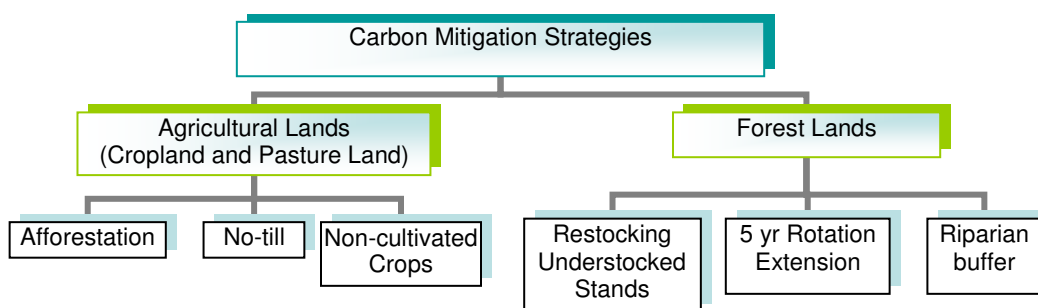 Carbon Mitigation Strategies
Agricultural Lands
(Cropland and Pasture Land)
Forest Lands
Afforestation
No-till
Non-cultivated
Crops
Restocking
Understocked
Stands
5 yr Rotation
Extension
Riparian
buffer